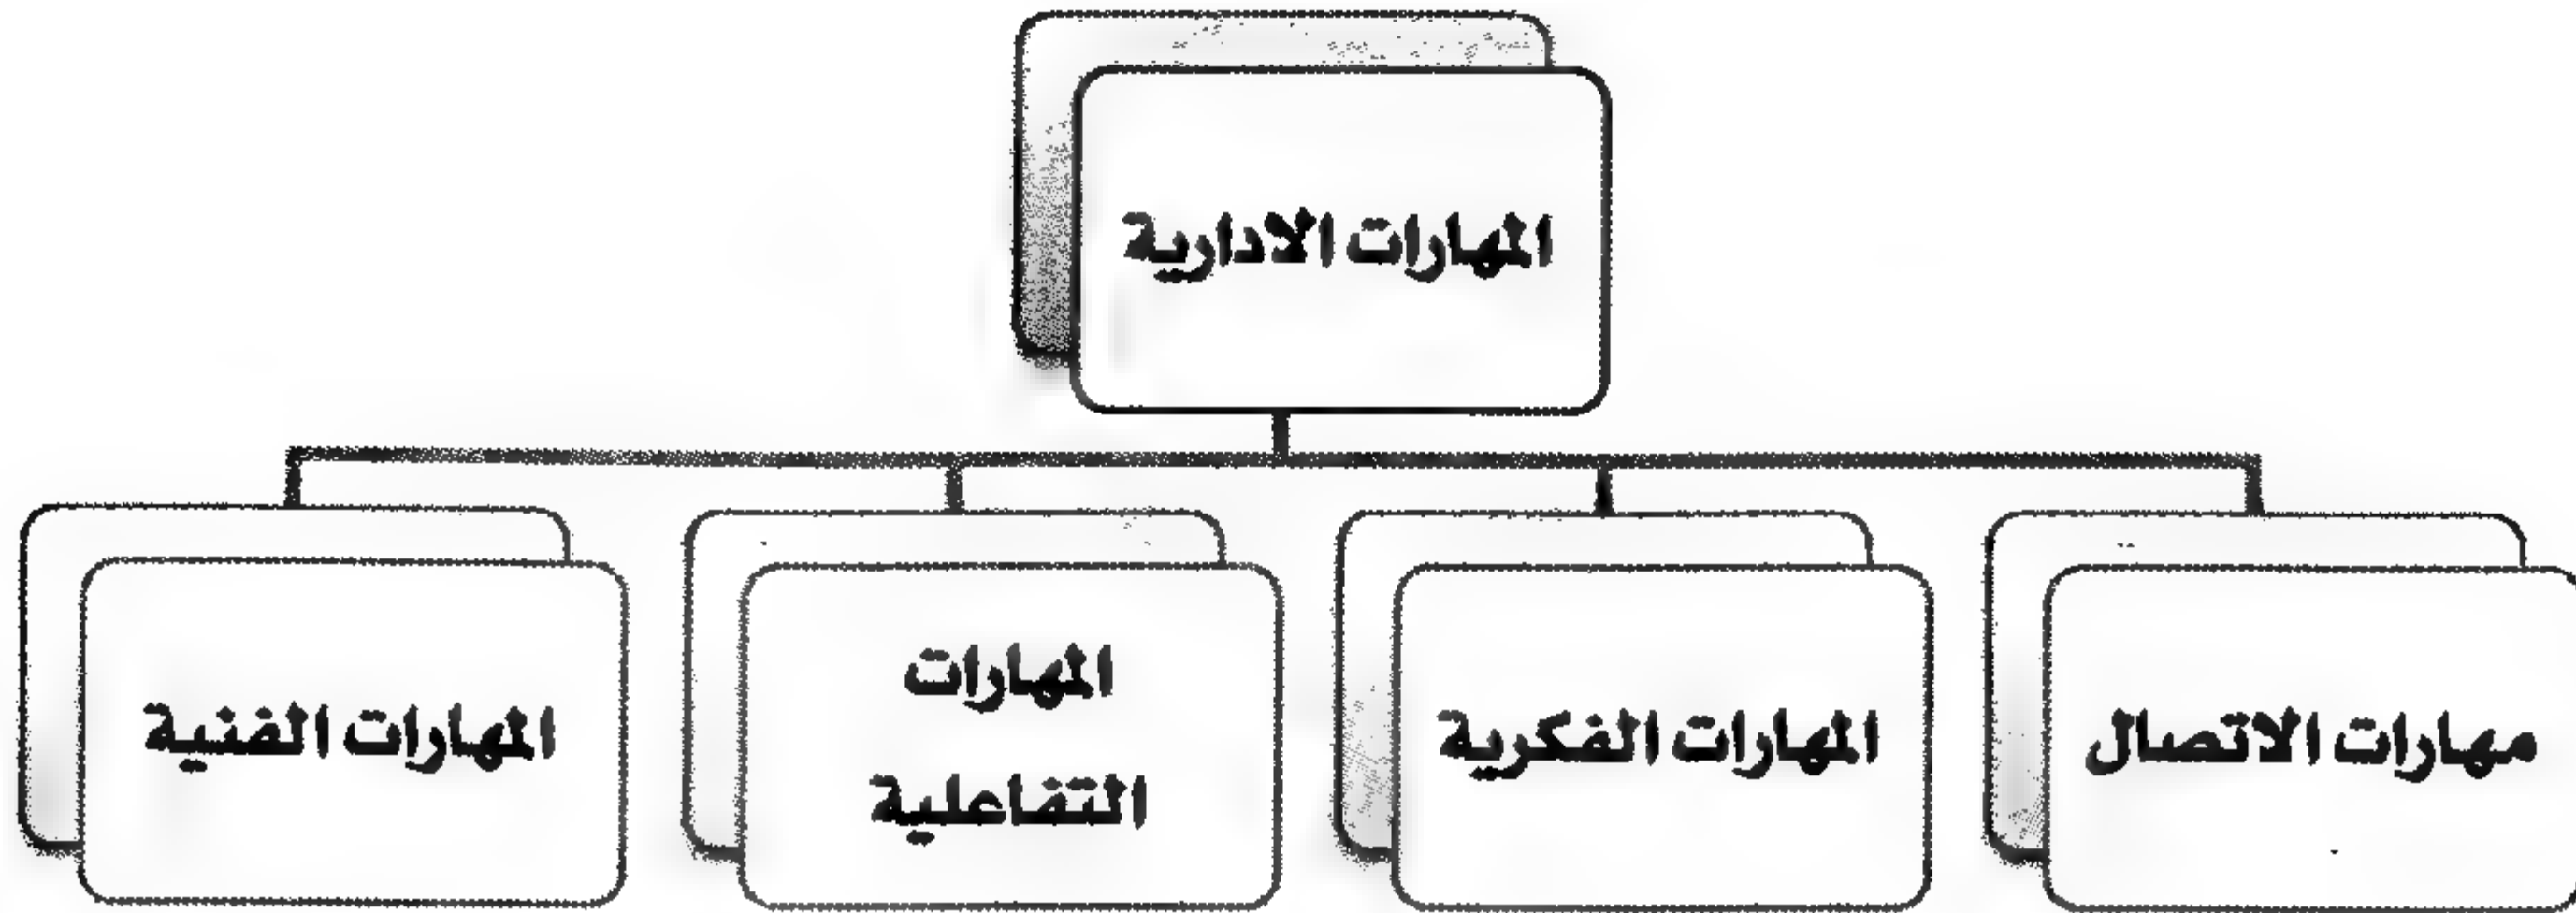 المهارات الادارية
مهارات الاتصال
المهارات الفكرية
المهارات
التفاعلية
المهارات الفنية